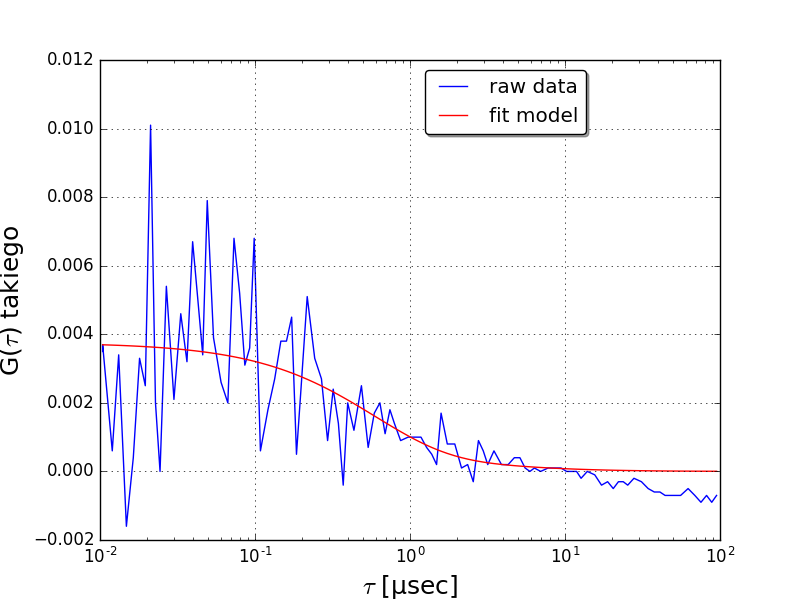 raw data
fit model
0.012
0.010
0.008
0.006
0.004
0.002
0.000
−0.002
G(τ) takiego
10⁻² 10⁻¹ 10⁰ 10¹ 10²
τ [µsec]